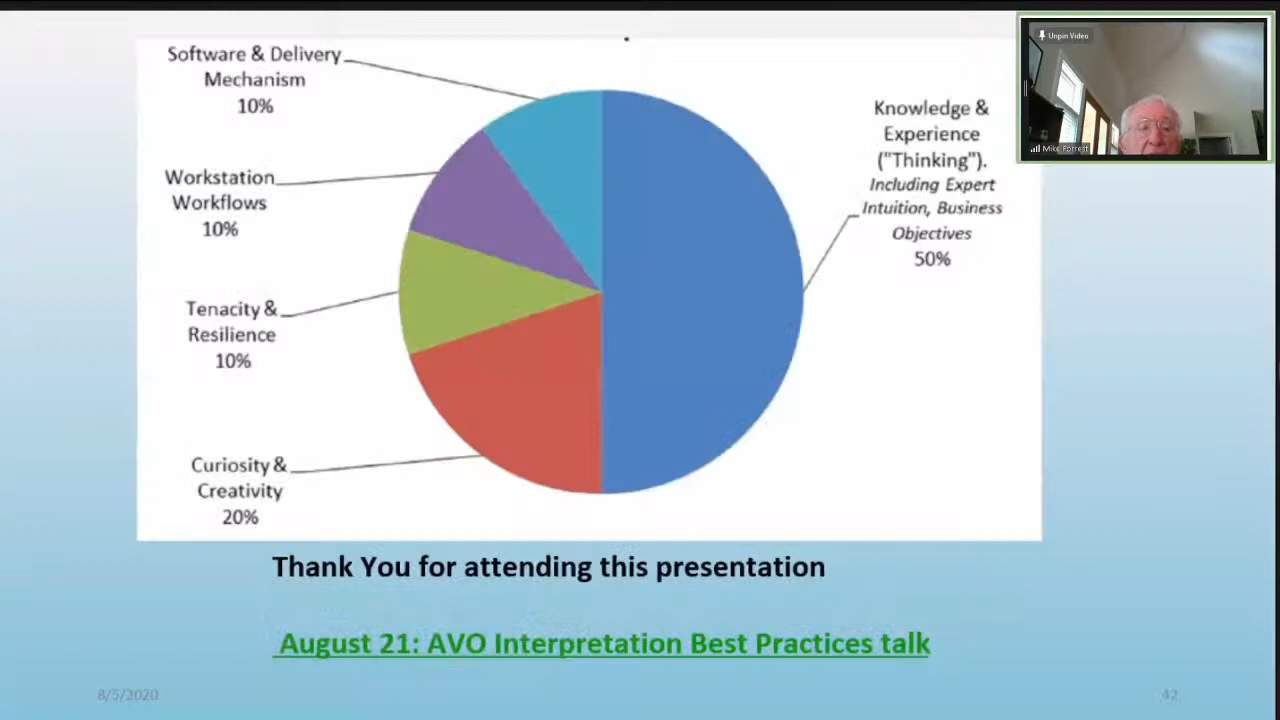 Software & Delivery
Mechanism
10%
Workstation
Workflows
10%
Tenacity &
Resilience
10%
Curiosity &
Creativity
20%
Knowledge &
Experience
("Thinking").
Including Expert
Intuition, Business
Objectives
50%
Unpin Video
Mike Forrest
Thank You for attending this presentation
August 21: AVO Interpretation Best Practices talk
8/5/2020
42